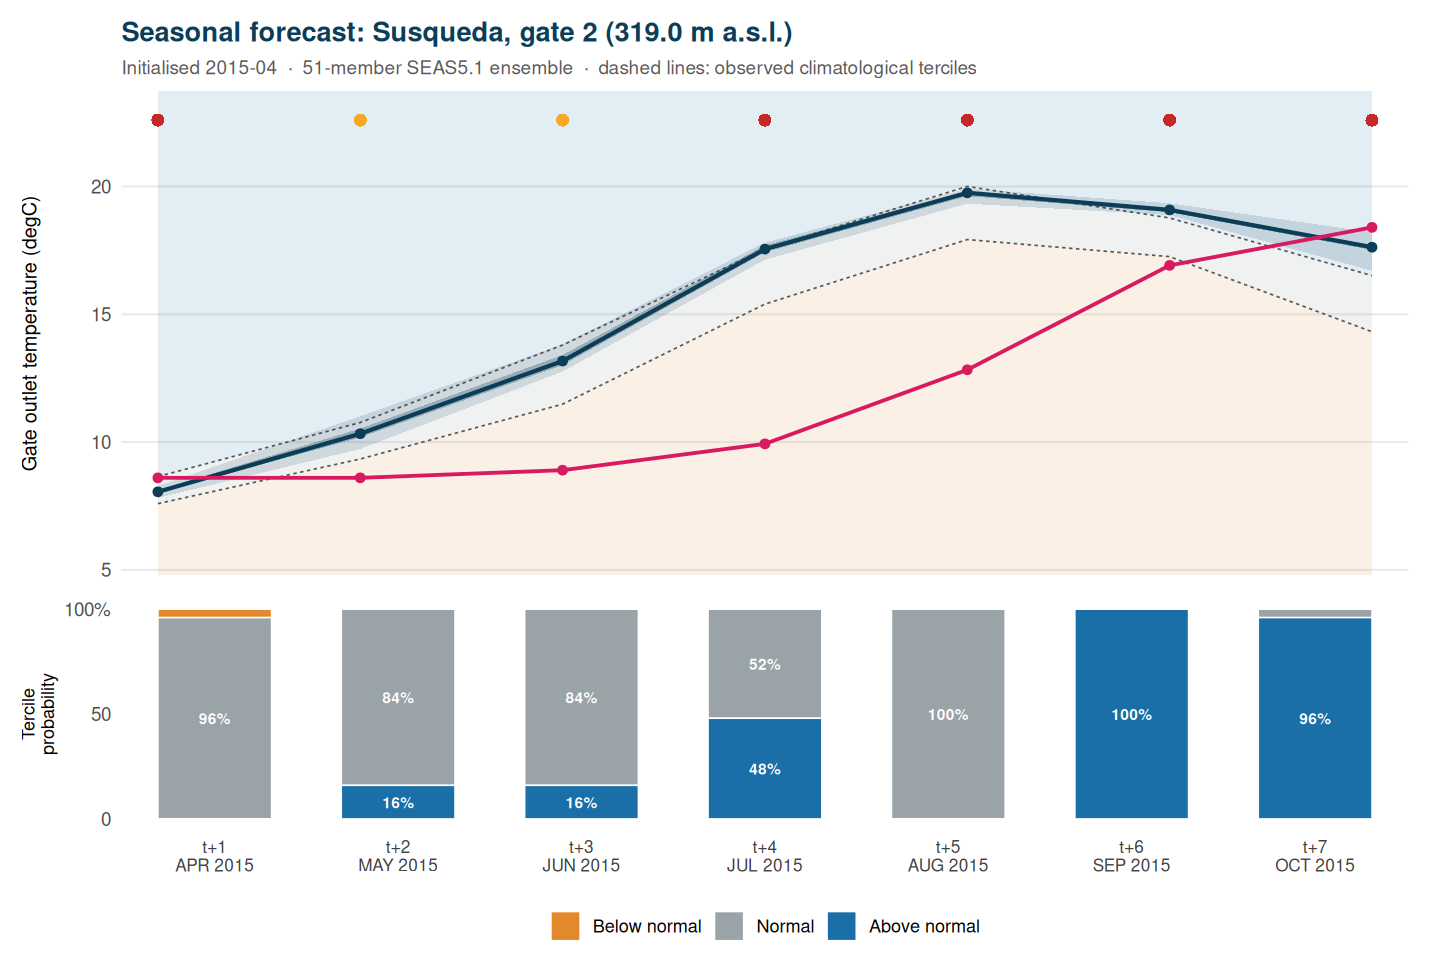 Seasonal forecast: Susqueda, gate 2 (319.0 m a.s.l.)
Initialised 2015-04 · 51-member SEAS5.1 ensemble · dashed lines: observed climatological terciles
Gate outlet temperature (degC)
20
15
10
5
Tercile
probability
100%
50
0
96%
84%
16%
84%
16%
52%
48%
100%
100%
96%
t+1
APR 2015
t+2
MAY 2015
t+3
JUN 2015
t+4
JUL 2015
t+5
AUG 2015
t+6
SEP 2015
t+7
OCT 2015
Below normal
Normal
Above normal